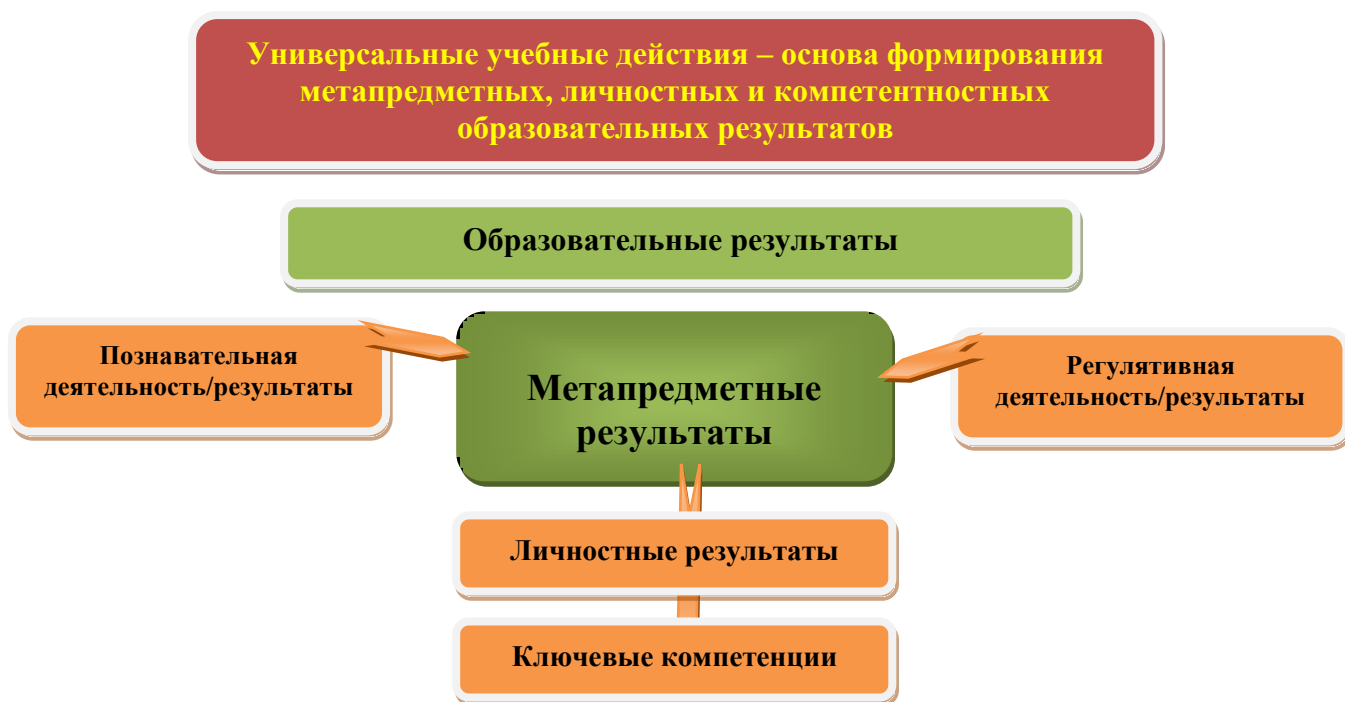 Универсальные учебные действия – основа формирования
метапредметных, личностных и компетентностных
образовательных результатов
Образовательные результаты
Познавательная
деятельность/результаты
Метапредметные
результаты
Регулятивная
деятельность/результаты
Личностные результаты
Ключевые компетенции